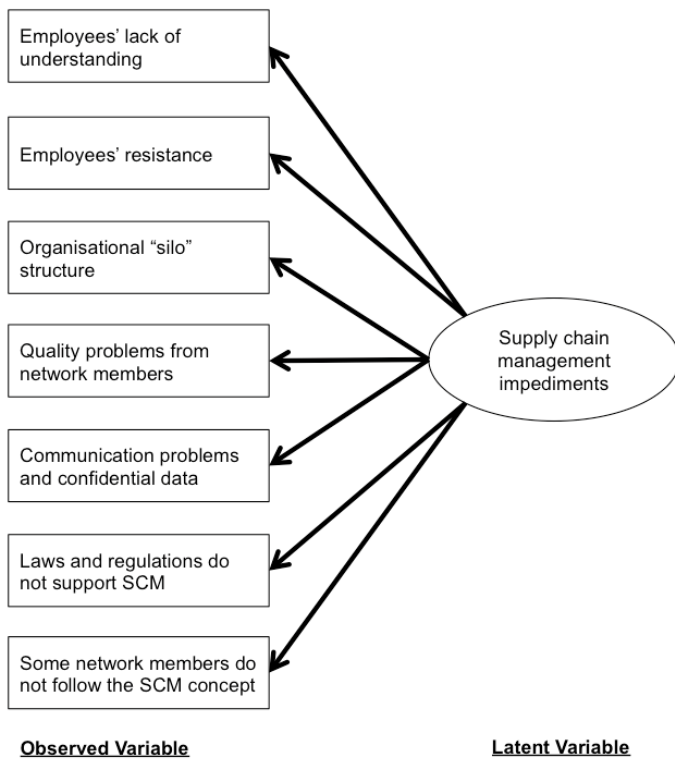 Employees’ lack of
understanding
Employees’ resistance
Organisational “silo”
structure
Quality problems from
network members
Communication problems
and confidential data
Laws and regulations do
not support SCM
Some network members do
not follow the SCM concept
Supply chain
management
impediments
Observed Variable
Latent Variable